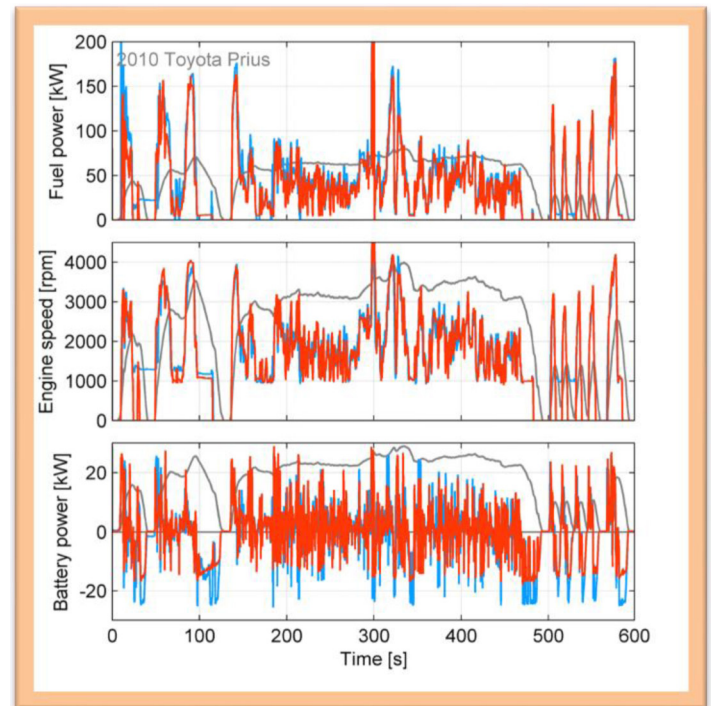 2010 Toyota Prius
Fuel power [kW]
200
150
100
50
0
Engine speed [rpm]
4000
3000
2000
1000
0
Battery power [kW]
20
0
-20
0 100 200 300 400 500 600
Time [s]